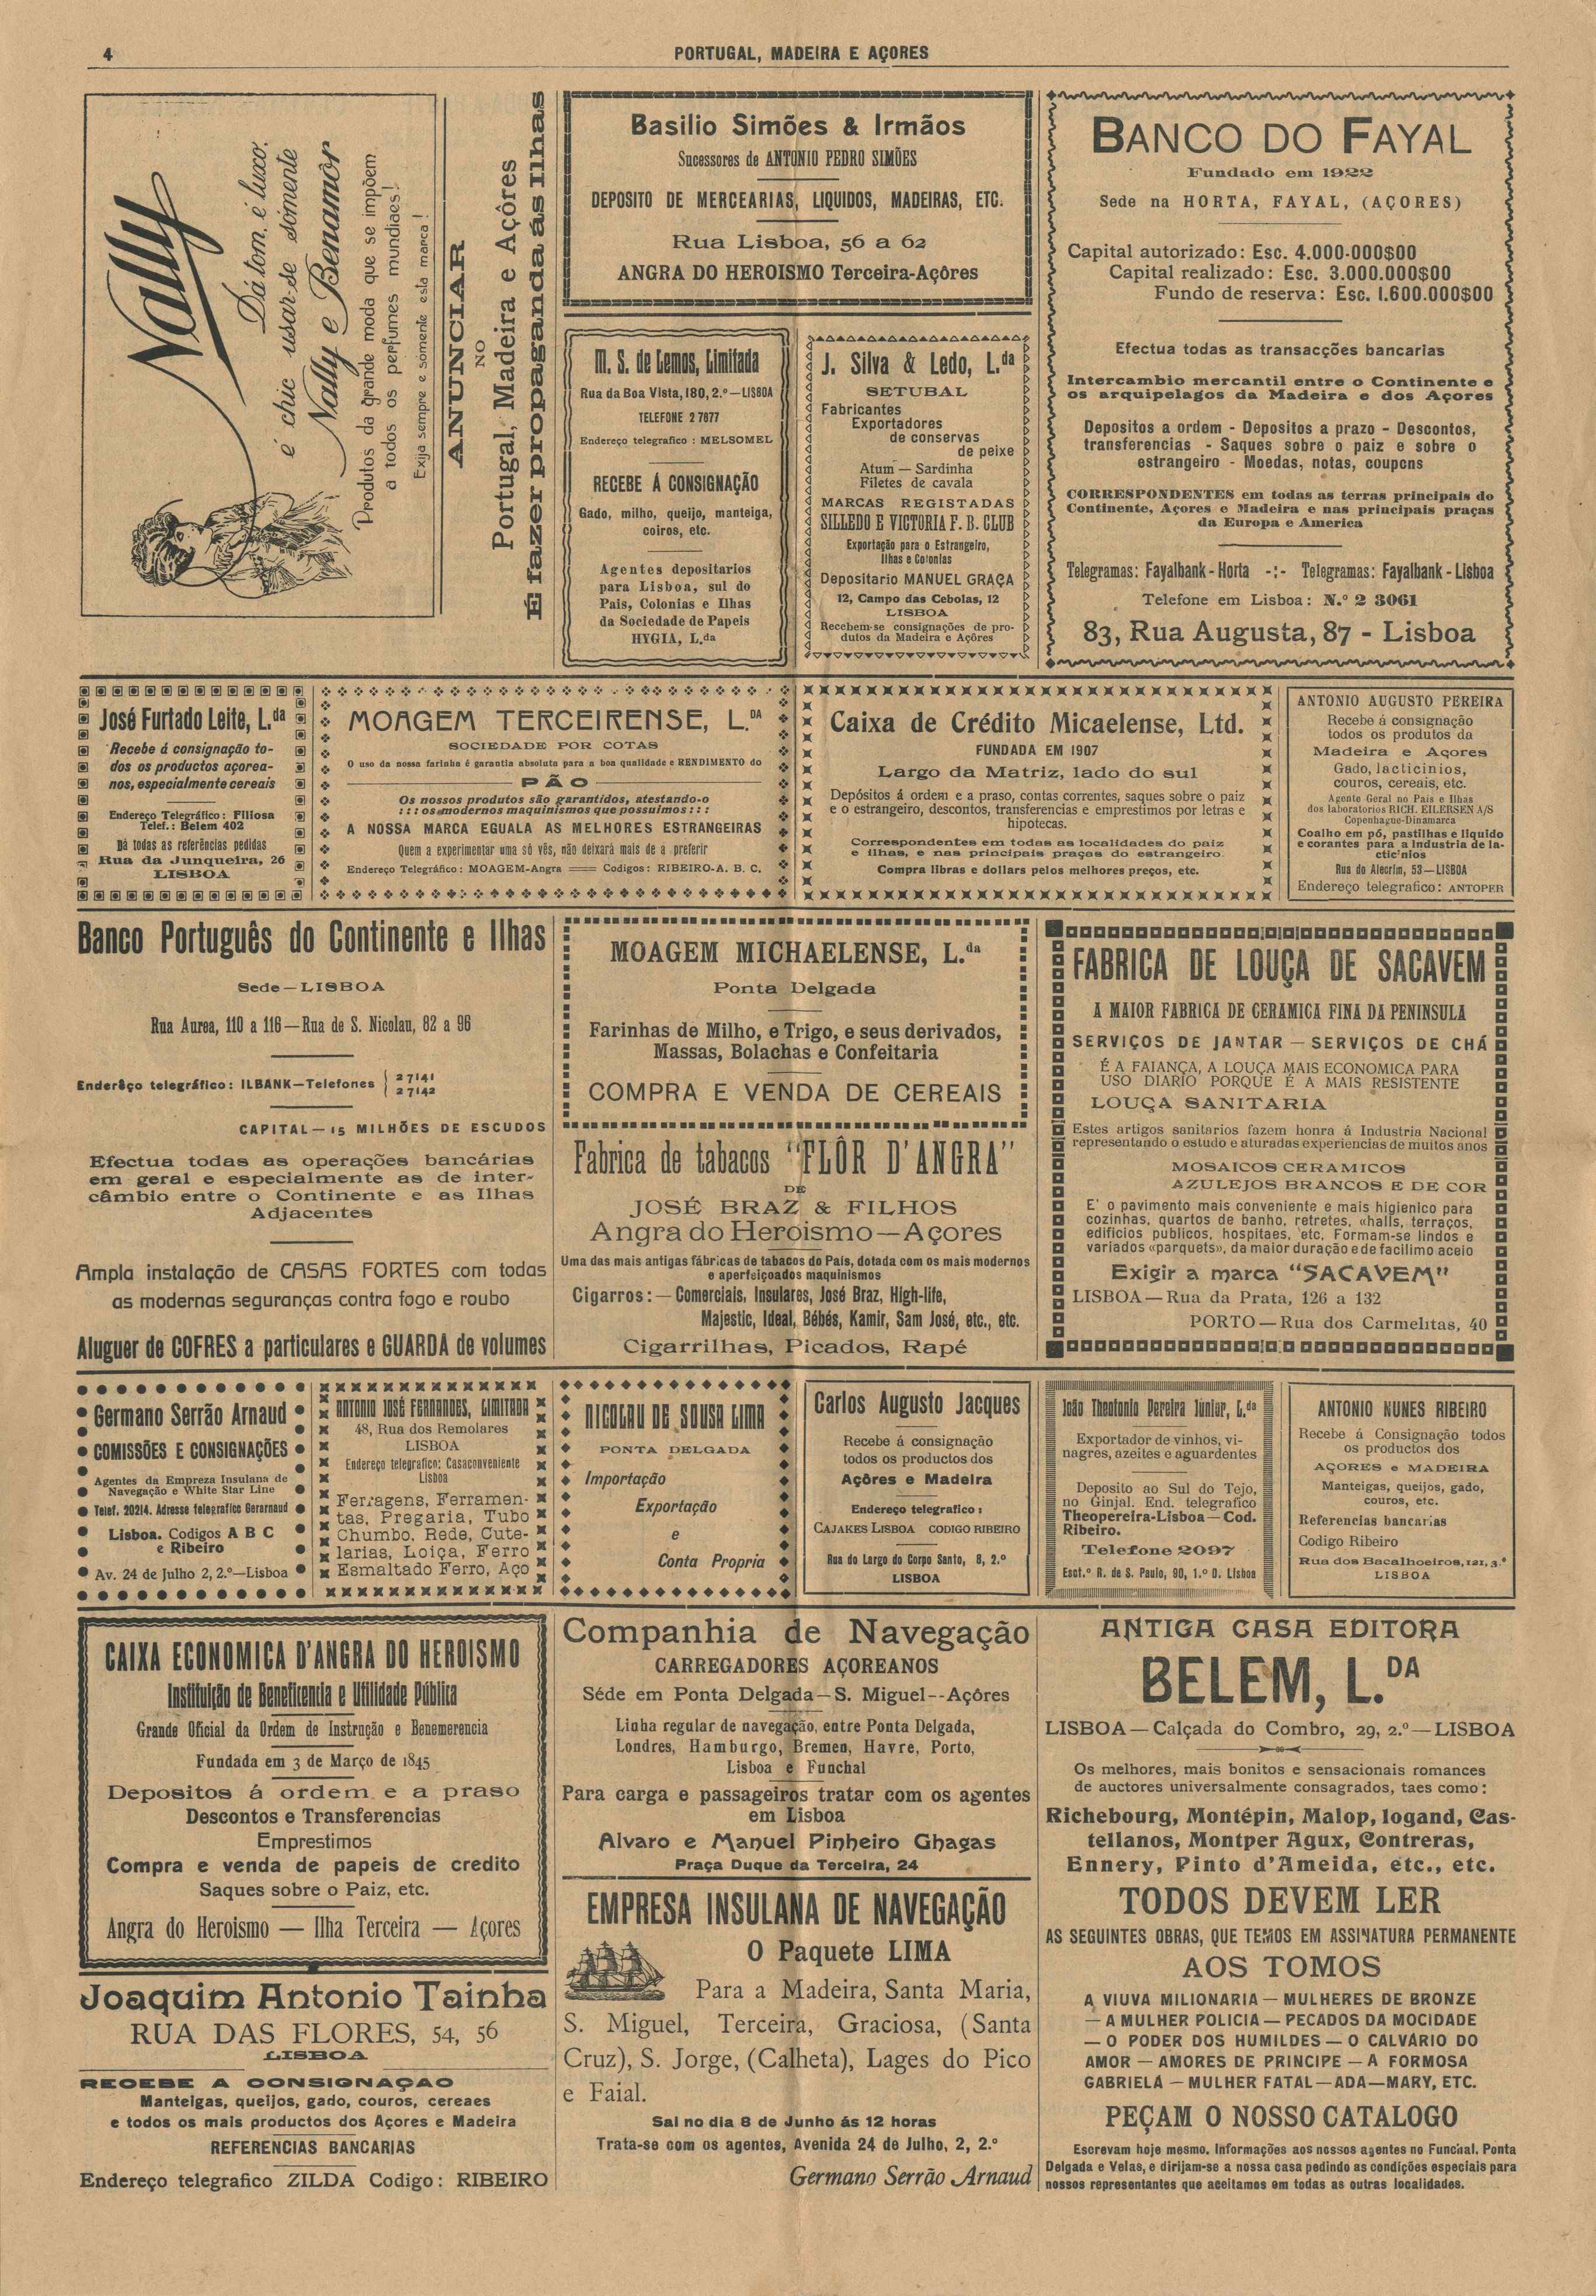 4
PORTUGAL, MADEIRA E AÇORES
Nally
Dá tom, é luxo,
é chic usar-se sómente
Nally e Benamôr
Produtos da grande moda que se impõem
a todos os perfumes mundiaes!
Exija sempre e sómente esta marca!
ANUNCIAR
NO
Portugal, Madeira e Açôres
É fazer propaganda ás Ilhas
Basilio Simões & Irmãos
Sucessores de ANTONIO PEDRO SIMÕES
DEPOSITO DE MERCEARIAS, LIQUIDOS, MADEIRAS, ETC.
Rua Lisboa, 56 a 62
ANGRA DO HEROISMO Terceira-Açôres
M. S. de Lemos, Limitada
Rua da Boa Vista, 180, 2.º—LISBOA
TELEFONE 2 7877
Endereço telegrafico : MELSOMEL
RECEBE Á CONSIGNAÇÃO
Gado, milho, queijo, manteiga,
coiros, etc.
Agentes depositarios
para Lisboa, sul do
Pais, Colonias e Ilhas
da Sociedade de Papeis
HYGIA, L.da
J. Silva & Ledo, L.da
SETUBAL
Fabricantes
Exportadores
de conservas
de peixe
Atum — Sardinha
Filetes de cavala
MARCAS REGISTADAS
SILLEDO E VICTORIA F. B. CLUB
Exportação para o Estrangeiro,
Ilhas e Colonias
Depositario MANUEL GRAÇA
12, Campo das Cebolas, 12
LISBOA
Recebem-se consignações de pro-
dutos da Madeira e Açôres
BANCO DO FAYAL
Fundado em 1922
Sede na HORTA, FAYAL, (AÇORES)
Capital autorizado: Esc. 4.000.000$00
Capital realizado: Esc. 3.000.000$00
Fundo de reserva: Esc. 1.600.000$00
Efectua todas as transacções bancarias
Intercambio mercantil entre o Continente e
os arquipelagos da Madeira e dos Açores
Depositos a ordem - Depositos a prazo - Descontos,
transferencias - Saques sobre o paiz e sobre o
estrangeiro - Moedas, notas, coupons
CORRESPONDENTES em todas as terras principais do
Continente, Açores e Madeira e nas principais praças
da Europa e America
Telegramas: Fayalbank - Horta -:- Telegramas: Fayalbank - Lisboa
Telefone em Lisboa: N.º 2 3061
83, Rua Augusta, 87 - Lisboa
José Furtado Leite, L.da
Recebe á consignação to-
dos os productos açorea-
nos, especialmente cereais
Endereço Telegráfico: Filiosa
Telef.: Belem 402
Dá todas as referências pedidas
Rua da Junqueira, 26
LISBOA
MOAGEM TERCEIRENSE, L.DA
SOCIEDADE POR COTAS
O uso da nossa farinha é garantia absoluta para a boa qualidade e RENDIMENTO do
PÃO
Os nossos produtos são garantidos, atestando-o
: : : os modernos maquinismos que possuimos : : :
A NOSSA MARCA EGUALA AS MELHORES ESTRANGEIRAS
Quem a experimentar uma só vês, não deixará mais de a preferir
Endereço Telegráfico: MOAGEM-Angra —— Codigos: RIBEIRO-A. B. C.
Caixa de Crédito Micaelense, Ltd.
FUNDADA EM 1907
Largo da Matriz, lado do sul
Depósitos á ordem e a praso, contas correntes, saques sobre o paiz
e o estrangeiro, descontos, transferencias e emprestimos por letras e
hipotecas.
Correspondentes em todas as localidades do paiz
e ilhas, e nas principais praças do estrangeiro.
Compra libras e dollars pelos melhores preços, etc.
ANTONIO AUGUSTO PEREIRA
Recebe á consignação
todos os produtos da
Madeira e Açores
Gado, lacticinios,
couros, cereais, etc.
Agente Geral no Pais e Ilhas
dos laboratorios RICH. EILERSEN A/S
Copenhague-Dinamarca
Coalho em pó, pastilhas e liquido
e corantes para a industria de la-
ctic'nios
Rua do Alecrim, 53—LISBOA
Endereço telegrafico: ANTOPER
Banco Português do Continente e Ilhas
Sede—LISBOA
Rua Aurea, 110 a 116—Rua de S. Nicolau, 82 a 96
Enderêço telegráfico: ILBANK—Telefones { 2 7141
2 7142
CAPITAL—15 MILHÕES DE ESCUDOS
Efectua todas as operações bancárias
em geral e especialmente as de inter-
câmbio entre o Continente e as Ilhas
Adjacentes
Ampla instalação de CASAS FORTES com todas
as modernas seguranças contra fogo e roubo
Aluguer de COFRES a particulares e GUARDA de volumes
MOAGEM MICHAELENSE, L.da
Ponta Delgada
Farinhas de Milho, e Trigo, e seus derivados,
Massas, Bolachas e Confeitaria
COMPRA E VENDA DE CEREAIS
Fabrica de tabacos "FLÔR D'ANGRA"
DE
JOSÉ BRAZ & FILHOS
Angra do Heroismo—Açores
Uma das mais antigas fábricas de tabacos do País, dotada com os mais modernos
e aperfeiçoados maquinismos
Cigarros:— Comerciais, Insulares, José Braz, High-life,
Majestic, Ideal, Bébés, Kamir, Sam José, etc., etc.
Cigarrilhas, Picados, Rapé
FABRICA DE LOUÇA DE SACAVEM
A MAIOR FABRICA DE CERAMICA FINA DA PENINSULA
SERVIÇOS DE JANTAR — SERVIÇOS DE CHÁ
É A FAIANÇA, A LOUÇA MAIS ECONOMICA PARA
USO DIARIO PORQUE É A MAIS RESISTENTE
LOUÇA SANITARIA
Estes artigos sanitarios fazem honra á Industria Nacional
representando o estudo e aturadas experiencias de muitos anos
MOSAICOS CERAMICOS
AZULEJOS BRANCOS E DE COR
E' o pavimento mais conveniente e mais higienico para
cozinhas, quartos de banho, retretes, «halls, terraços,
edificios publicos, hospitaes, etc. Formam-se lindos e
variados «parquets», da maior duração e de facilimo aceio
Exigir a marca "SACAVEM"
LISBOA—Rua da Prata, 126 a 132
PORTO—Rua dos Carmelitas, 40
Germano Serrão Arnaud
COMISSÕES E CONSIGNAÇÕES
Agentes da Empreza Insulana de
Navegação e White Star Line
Telef. 20214. Adresse telegrafico Gerarnaud
Lisboa. Codigos A B C
e Ribeiro
Av. 24 de Julho 2, 2.º—Lisboa
ANTONIO JOSÉ FERNANDES, LIMITADA
48, Rua dos Remolares
LISBOA
Endereço telegrafico: Casaconveniente
Lisboa
Ferragens, Ferramen-
tas, Pregaria, Tubo
Chumbo, Rede, Cute-
larias, Loiça, Ferro
Esmaltado Ferro, Aço
NICOLAU DE SOUSA LIMA
PONTA DELGADA
Importação
Exportação
e
Conta Propria
Carlos Augusto Jacques
Recebe á consignação
todos os productos dos
Açôres e Madeira
Endereço telegrafico:
CAJAKES LISBOA CODIGO RIBEIRO
Rua do Largo do Corpo Santo, 8, 2.º
LISBOA
João Theotonio Pereira Junior, L.da
Exportador de vinhos, vi-
nagres, azeites e aguardentes
Deposito ao Sul do Tejo,
no Ginjal. End. telegrafico
Theopereira-Lisboa—Cod.
Ribeiro.
Telefone 2097
Esct.º R. de S. Paulo, 90, 1.º D. Lisboa
ANTONIO NUNES RIBEIRO
Recebe á Consignação todos
os productos dos
AÇORES e MADEIRA
Manteigas, queijos, gado,
couros, etc.
Referencias bancarias
Codigo Ribeiro
Rua dos Bacalhoeiros, 121, 3.º
LISBOA
CAIXA ECONOMICA D'ANGRA DO HEROISMO
Instituição de Beneficencia e Utilidade Pública
Grande Oficial da Ordem de Instrução e Benemerencia
Fundada em 3 de Março de 1845
Depositos á ordem e a praso
Descontos e Transferencias
Emprestimos
Compra e venda de papeis de credito
Saques sobre o Paiz, etc.
Angra do Heroismo — Ilha Terceira — Açores
Joaquim Antonio Tainha
RUA DAS FLORES, 54, 56
LISBOA
RECEBE A CONSIGNAÇÃO
Manteigas, queijos, gado, couros, cereaes
e todos os mais productos dos Açores e Madeira
REFERENCIAS BANCARIAS
Endereço telegrafico ZILDA Codigo: RIBEIRO
Companhia de Navegação
CARREGADORES AÇOREANOS
Séde em Ponta Delgada—S. Miguel--Açôres
Linha regular de navegação, entre Ponta Delgada,
Londres, Hamburgo, Bremen, Havre, Porto,
Lisboa e Funchal
Para carga e passageiros tratar com os agentes
em Lisboa
Alvaro e Manuel Pinheiro Chagas
Praça Duque da Terceira, 24
EMPRESA INSULANA DE NAVEGAÇÃO
O Paquete LIMA
Para a Madeira, Santa Maria,
S. Miguel, Terceira, Graciosa, (Santa
Cruz), S. Jorge, (Calheta), Lages do Pico
e Faial.
Sai no dia 8 de Junho ás 12 horas
Trata-se com os agentes, Avenida 24 de Julho, 2, 2.º
Germano Serrão Arnaud
ANTIGA CASA EDITORA
BELEM, L.DA
LISBOA—Calçada do Combro, 29, 2.º—LISBOA
Os melhores, mais bonitos e sensacionais romances
de auctores universalmente consagrados, taes como:
Richebourg, Montépin, Malop, logand, Cas-
tellanos, Montper Agux, Contreras,
Ennery, Pinto d'Ameida, etc., etc.
TODOS DEVEM LER
AS SEGUINTES OBRAS, QUE TEMOS EM ASSINATURA PERMANENTE
AOS TOMOS
A VIUVA MILIONARIA — MULHERES DE BRONZE
— A MULHER POLICIA — PECADOS DA MOCIDADE
— O PODER DOS HUMILDES — O CALVARIO DO
AMOR — AMORES DE PRINCIPE — A FORMOSA
GABRIELA — MULHER FATAL—ADA—MARY, ETC.
PEÇAM O NOSSO CATALOGO
Escrevam hoje mesmo. Informações aos nossos agentes no Funchal, Ponta
Delgada e Velas, e dirijam-se a nossa casa pedindo as condições especiais para
nossos representantes que aceitamos em todas as outras localidades.